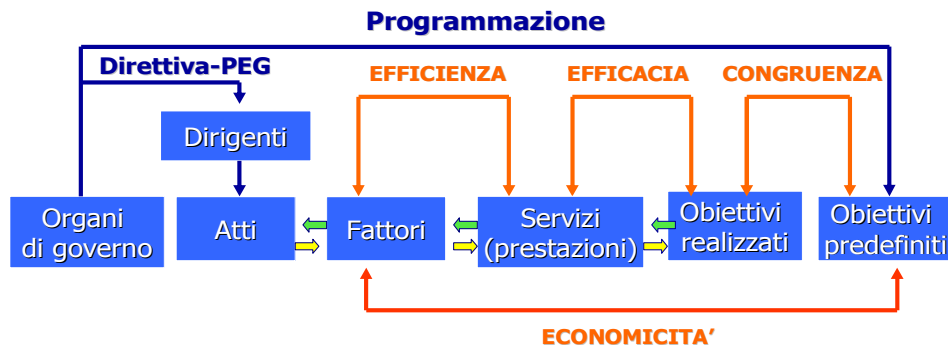 Programmazione
Direttiva-PEG
EFFICIENZA
EFFICACIA
CONGRUENZA
Dirigenti
Organi
di governo
Atti
Fattori
Servizi
(prestazioni)
Obiettivi
realizzati
Obiettivi
predefiniti
ECONOMICITA’